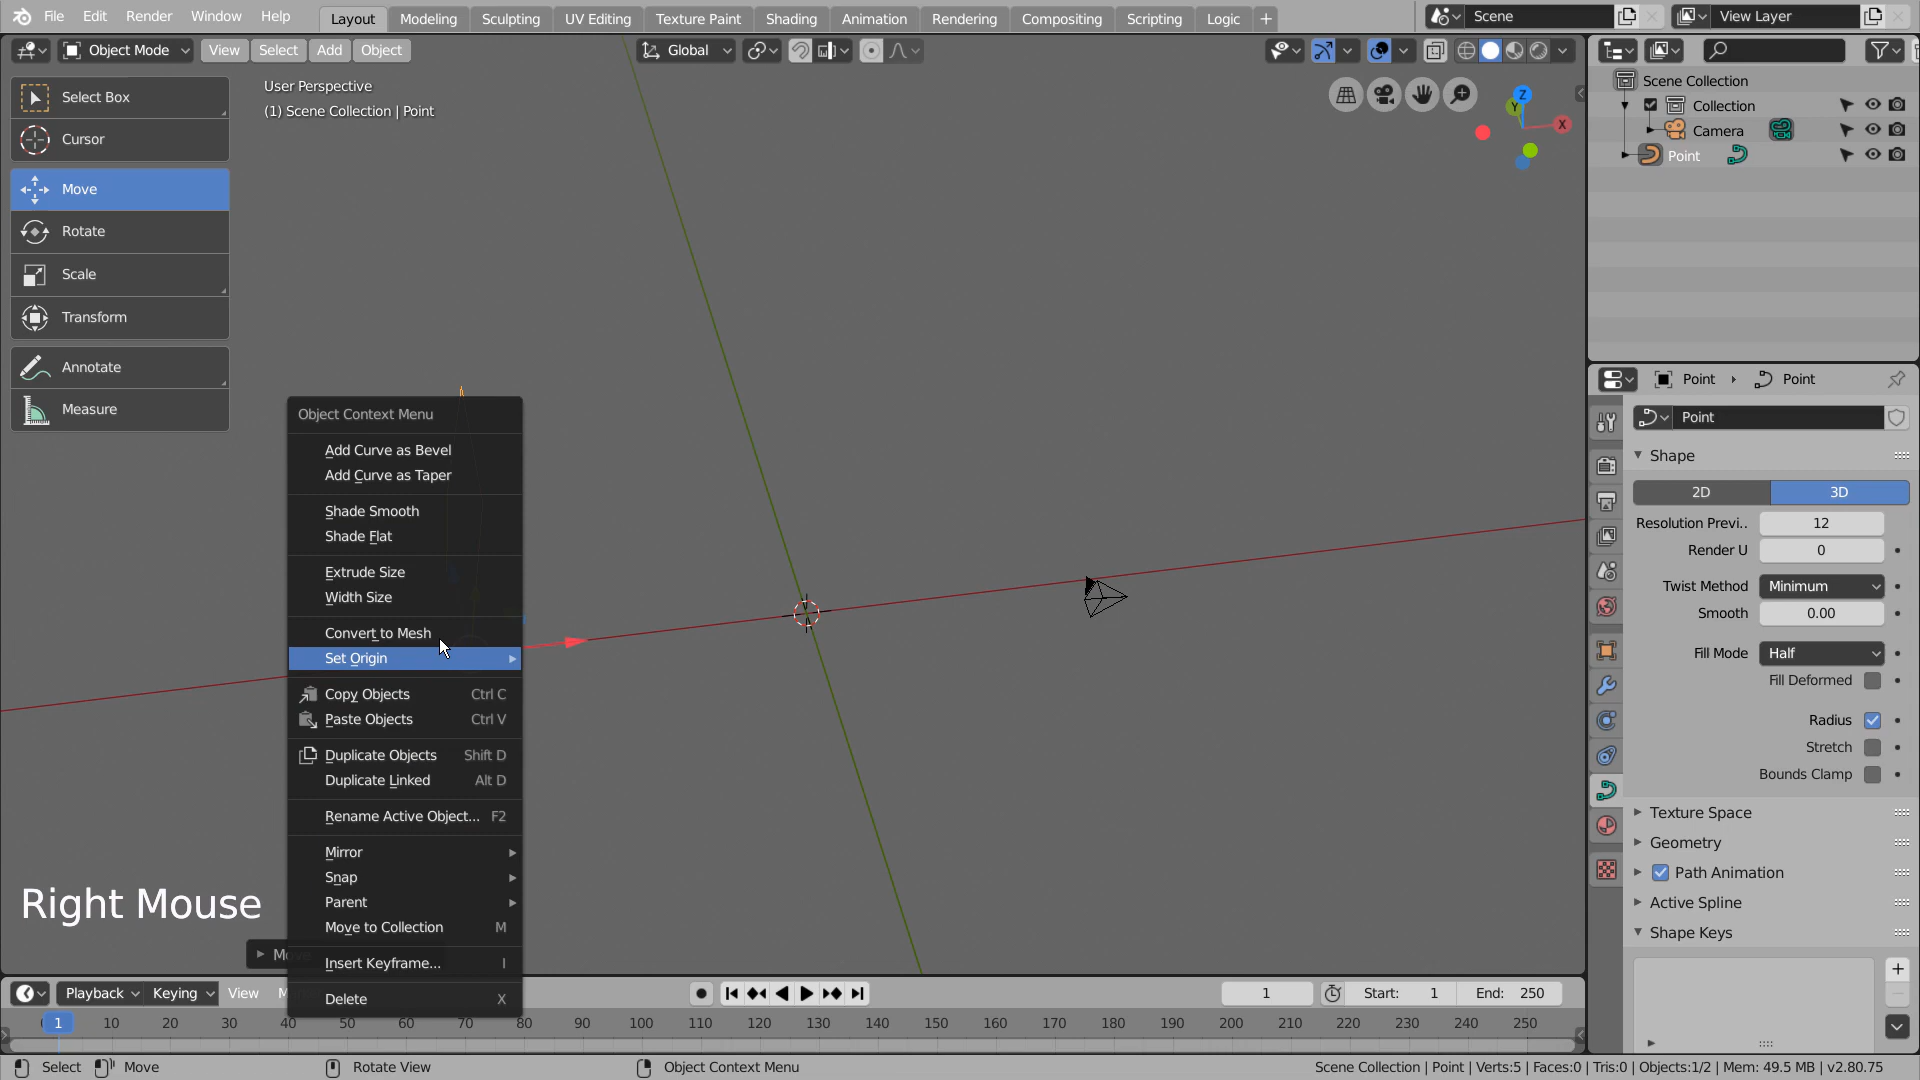 File Edit Render Window Help
Layout Modeling Sculpting UV Editing Texture Paint Shading Animation Rendering Compositing Scripting Logic +
Scene
View Layer
Object Mode View Select Add Object
Global
Select Box
Cursor
Move
Rotate
Scale
Transform
Annotate
Measure
User Perspective
(1) Scene Collection | Point
Z
Y
X
Object Context Menu
Add Curve as Bevel
Add Curve as Taper
Shade Smooth
Shade Flat
Extrude Size
Width Size
Convert to Mesh
Set Origin
Copy Objects Ctrl C
Paste Objects Ctrl V
Duplicate Objects Shift D
Duplicate Linked Alt D
Rename Active Object... F2
Mirror
Snap
Parent
Move to Collection M
Insert Keyframe... I
Delete X
Right Mouse
Scene Collection
Collection
Camera
Point
Point Point
Point
Shape
2D 3D
Resolution Previ.. 12
Render U 0
Twist Method Minimum
Smooth 0.00
Fill Mode Half
Fill Deformed
Radius
Stretch
Bounds Clamp
Texture Space
Geometry
Path Animation
Active Spline
Shape Keys
Playback Keying View
1 Start: 1 End: 250
1 10 20 30 40 50 60 70 80 90 100 110 120 130 140 150 160 170 180 190 200 210 220 230 240 250
Select Move Rotate View Object Context Menu
Scene Collection | Point | Verts:5 | Faces:0 | Tris:0 | Objects:1/2 | Mem: 49.5 MB | v2.80.75